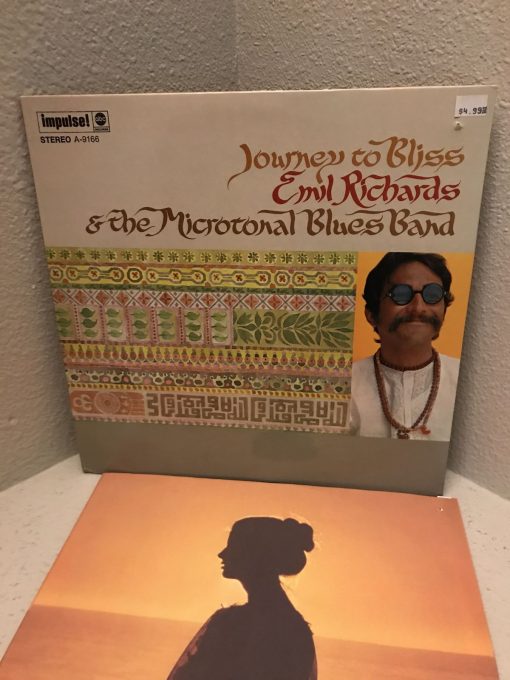 impulse!
abc
STEREO A-9166
$4.99
Journey to Bliss
Emil Richards
& the Microtonal Blues Band